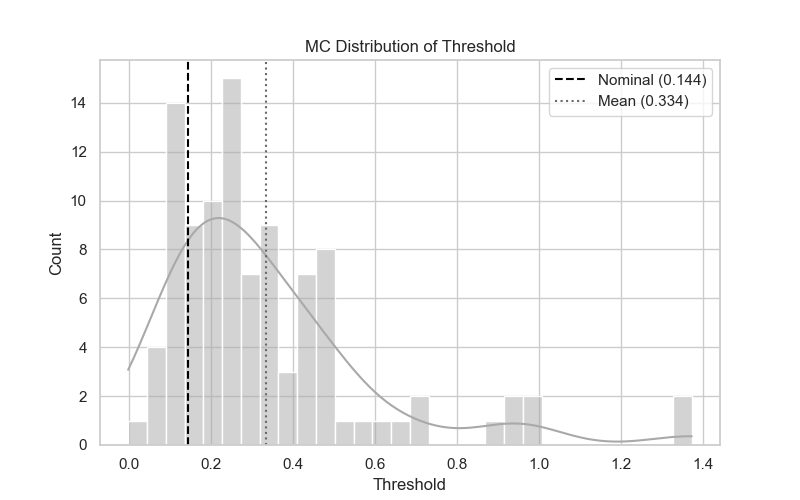 MC Distribution of Threshold
Nominal (0.144)
Mean (0.334)
Count
14
12
10
8
6
4
2
0
0.0 0.2 0.4 0.6 0.8 1.0 1.2 1.4
Threshold